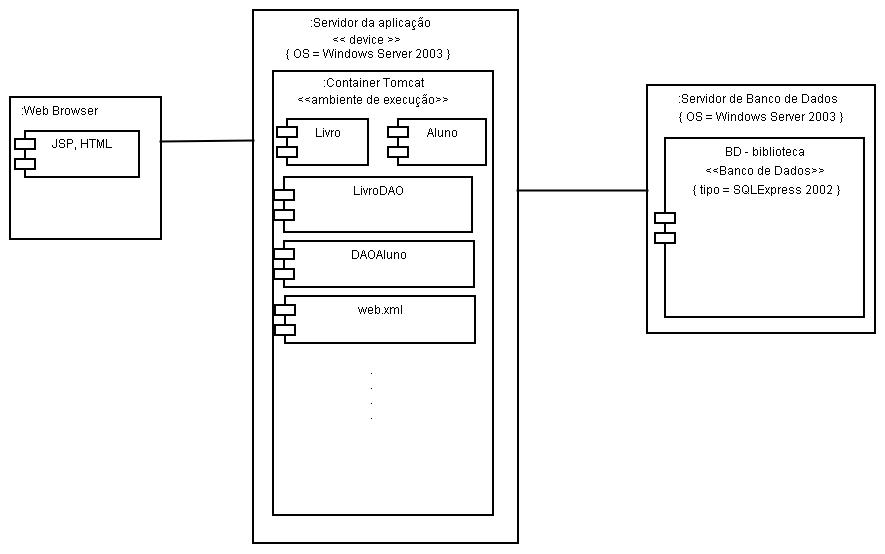 :Web Browser
JSP, HTML
:Servidor da aplicação
<< device >>
{ OS = Windows Server 2003 }
:Container Tomcat
<<ambiente de execução>>
Livro
Aluno
LivroDAO
DAOAluno
web.xml
.
.
.
.
:Servidor de Banco de Dados
{ OS = Windows Server 2003 }
BD - biblioteca
<<Banco de Dados>>
{ tipo = SQLExpress 2002 }